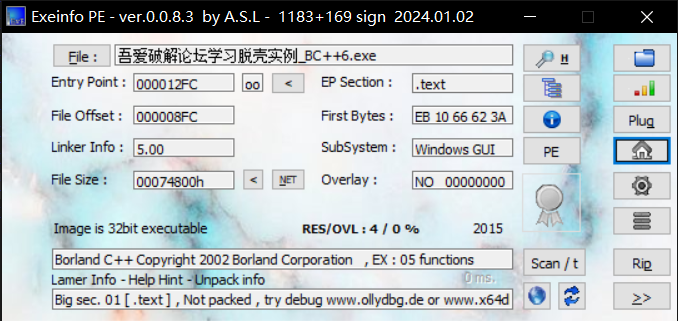 Exeinfo PE - ver.0.0.8.3 by A.S.L - 1183+169 sign 2024.01.02
File : 吾爱破解论坛学习脱壳实例_BC++6.exe H
Entry Point : 000012FC oo < EP Section : .text
File Offset : 000008FC First Bytes : EB 10 66 62 3A Plug
Linker Info : 5.00 SubSystem : Windows GUI PE
File Size : 00074800h < NET Overlay : NO 00000000
Image is 32bit executable RES/OVL : 4 / 0 % 2015
Borland C++ Copyright 2002 Borland Corporation , EX : 05 functions Scan / t Rip
Lamer Info - Help Hint - Unpack info 0 ms.
Big sec. 01 [ .text ] , Not packed , try debug www.ollydbg.de or www.x64d >>